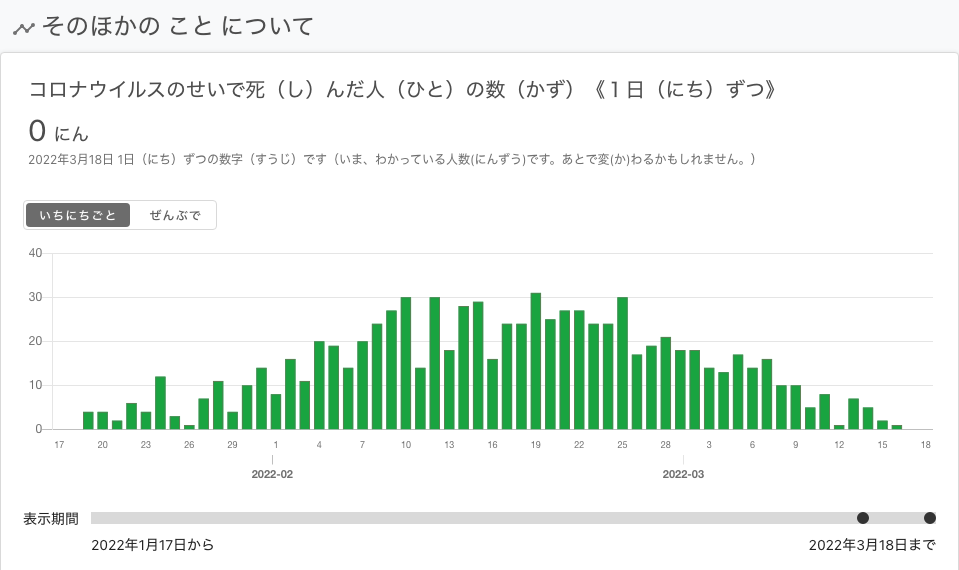 そのほかの こと について
コロナウイルスのせいで死（し）んだ人（ひと）の数（かず）《１日（にち）ずつ》
0 にん
2022年3月18日 1日（にち）ずつの数字（すうじ）です（いま、わかっている人数(にんずう)です。あとで変(か)わるかもしれません。）
いちにちごと ぜんぶで
40
30
20
10
0
17 20 23 26 29 1 4 7 10 13 16 19 22 25 28 3 6 9 12 15 18
2022-02 2022-03
表示期間
2022年1月17日から 2022年3月18日まで